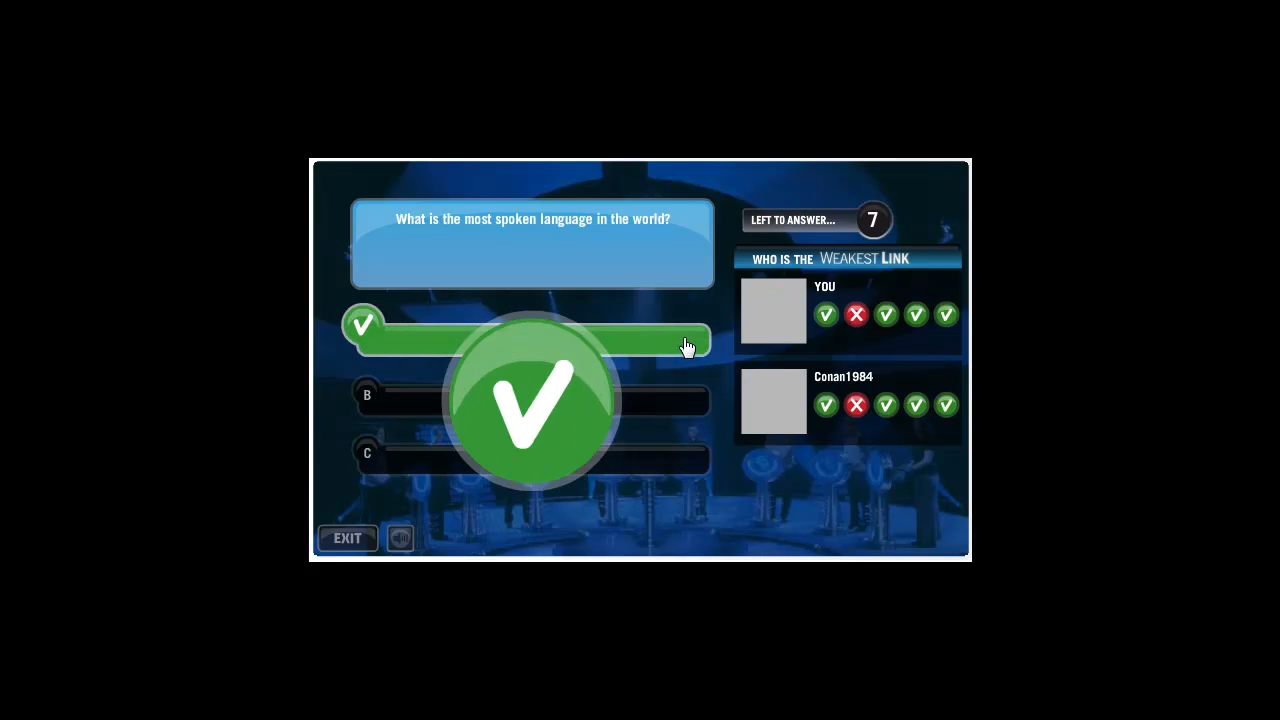 What is the most spoken language in the world?
LEFT TO ANSWER... 7
WHO IS THE WEAKEST LINK
YOU
Conan1984
B
C
EXIT